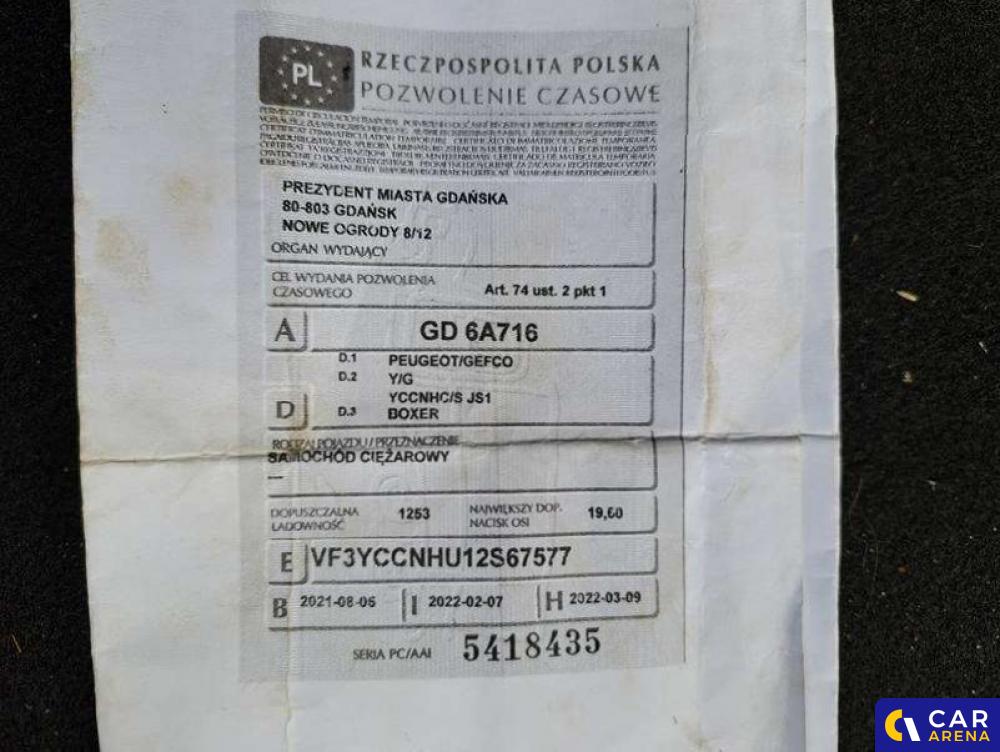 PL
RZECZPOSPOLITA POLSKA
POZWOLENIE CZASOWE
PREZYDENT MIASTA GDAŃSKA
80-803 GDAŃSK
NOWE OGRODY 8/12
ORGAN WYDAJĄCY
CEL WYDANIA POZWOLENIA
CZASOWEGO Art. 74 ust. 2 pkt 1
A GD 6A716
D.1 PEUGEOT/GEFCO
D.2 Y/G
YCCNHC/S JS1
D D.3 BOXER
RODZAJ POJAZDU / PRZEZNACZENIE
SAMOCHÓD CIĘŻAROWY
—
DOPUSZCZALNA ŁADOWNOŚĆ 1253 NAJWIĘKSZY DOP. NACISK OSI 19,60
E VF3YCCNHU12S67577
B 2021-08-06 I 2022-02-07 H 2022-03-09
SERIA PC/AAI 5418435
CAR
ARENA